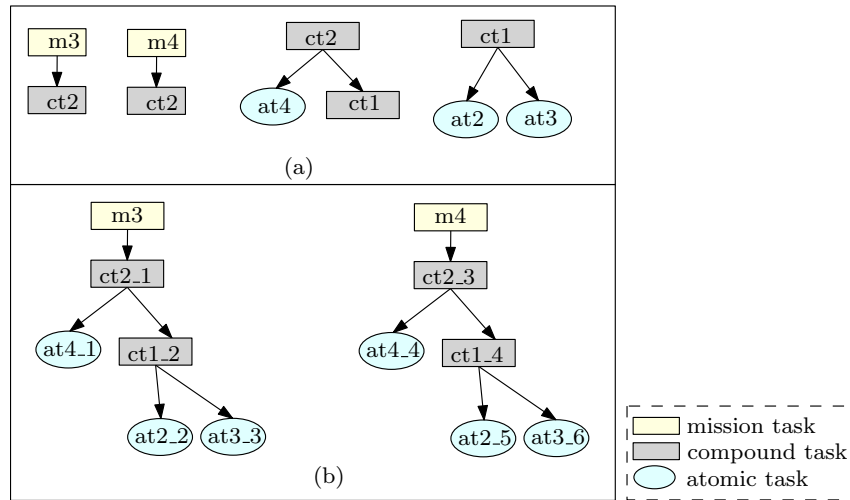 m3 m4 ct2 ct1
ct2 ct2 at4 ct1 at2 at3
(a)
m3 m4
ct2_1 ct2_3
at4_1 ct1_2 at4_4 ct1_4
at2_2 at3_3 at2_5 at3_6
(b)
mission task
compound task
atomic task